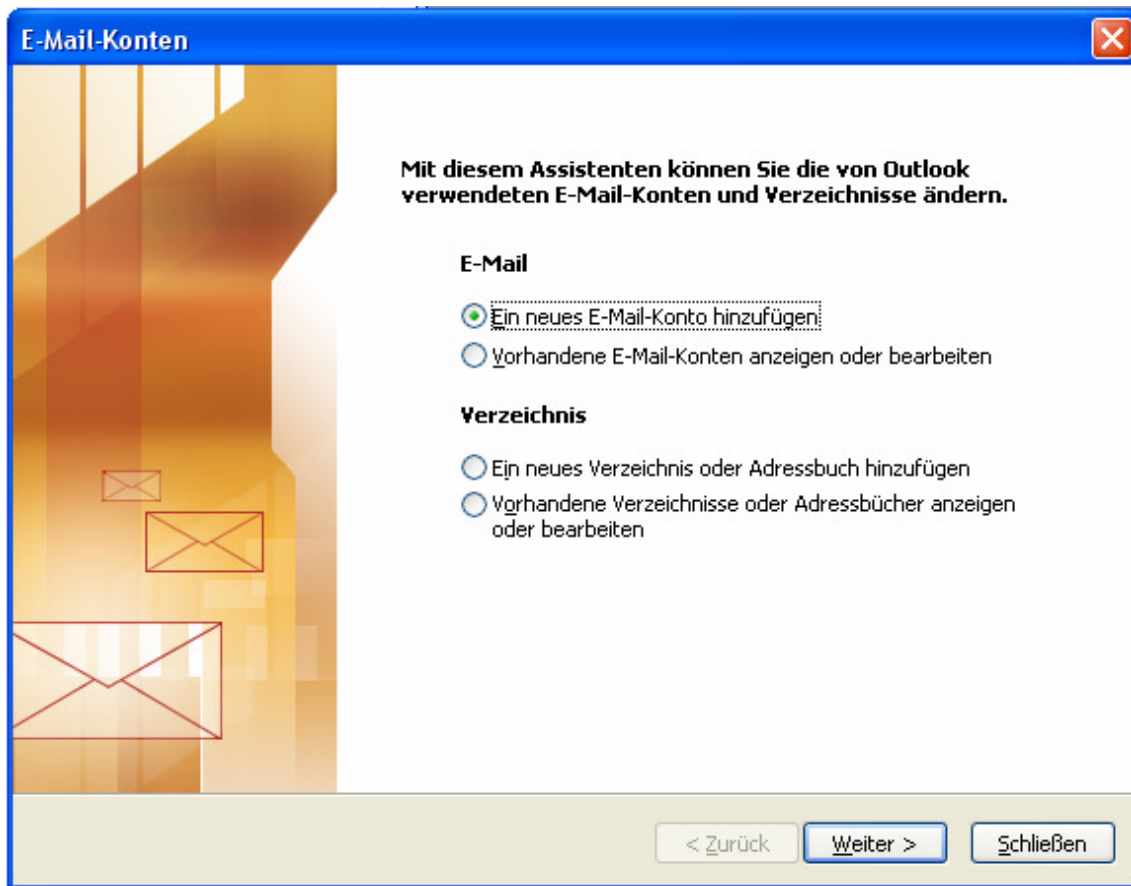 E-Mail-Konten
Mit diesem Assistenten können Sie die von Outlook
verwendeten E-Mail-Konten und Verzeichnisse ändern.
E-Mail
Ein neues E-Mail-Konto hinzufügen
Vorhandene E-Mail-Konten anzeigen oder bearbeiten
Verzeichnis
Ein neues Verzeichnis oder Adressbuch hinzufügen
Vorhandene Verzeichnisse oder Adressbücher anzeigen
oder bearbeiten
< Zurück Weiter > Schließen